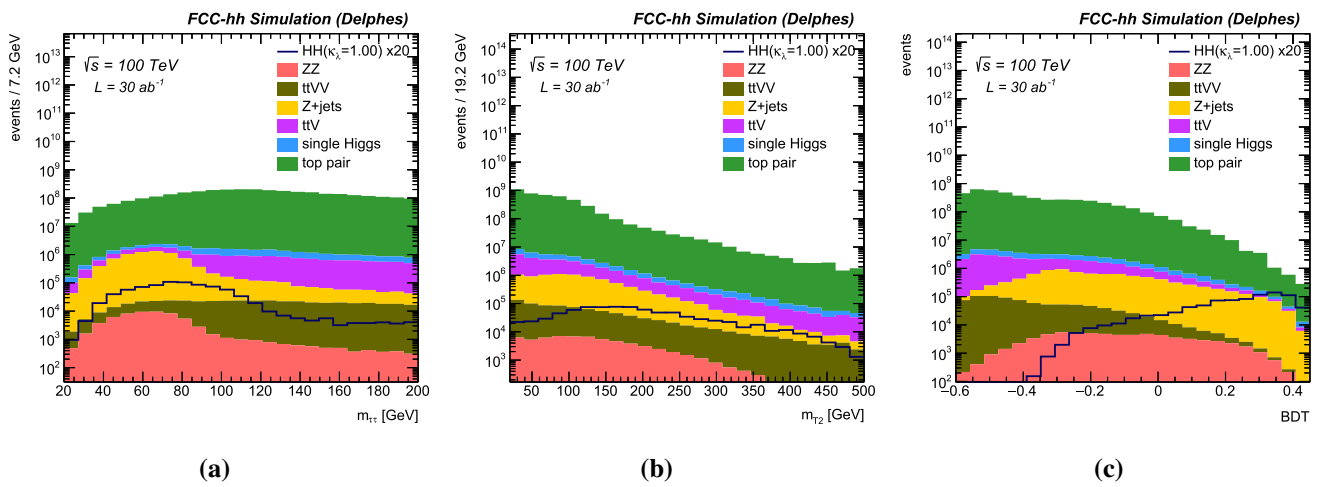 FCC-hh Simulation (Delphes)
events / 7.2 GeV
10¹³
10¹²
10¹¹
10¹⁰
10⁹
10⁸
10⁷
10⁶
10⁵
10⁴
10³
10²
√s = 100 TeV
L = 30 ab⁻¹
HH(κλ=1.00) x20
ZZ
ttVV
Z+jets
ttV
single Higgs
top pair
20 40 60 80 100 120 140 160 180 200
mττ [GeV]
(a)
FCC-hh Simulation (Delphes)
events / 19.2 GeV
10¹⁴
10¹³
10¹²
10¹¹
10¹⁰
10⁹
10⁸
10⁷
10⁶
10⁵
10⁴
10³
√s = 100 TeV
L = 30 ab⁻¹
HH(κλ=1.00) x20
ZZ
ttVV
Z+jets
ttV
single Higgs
top pair
50 100 150 200 250 300 350 400 450 500
mT2 [GeV]
(b)
FCC-hh Simulation (Delphes)
events
10¹⁴
10¹³
10¹²
10¹¹
10¹⁰
10⁹
10⁸
10⁷
10⁶
10⁵
10⁴
10³
10²
√s = 100 TeV
L = 30 ab⁻¹
HH(κλ=1.00) x20
ZZ
ttVV
Z+jets
ttV
single Higgs
top pair
−0.6 −0.4 −0.2 0 0.2 0.4
BDT
(c)